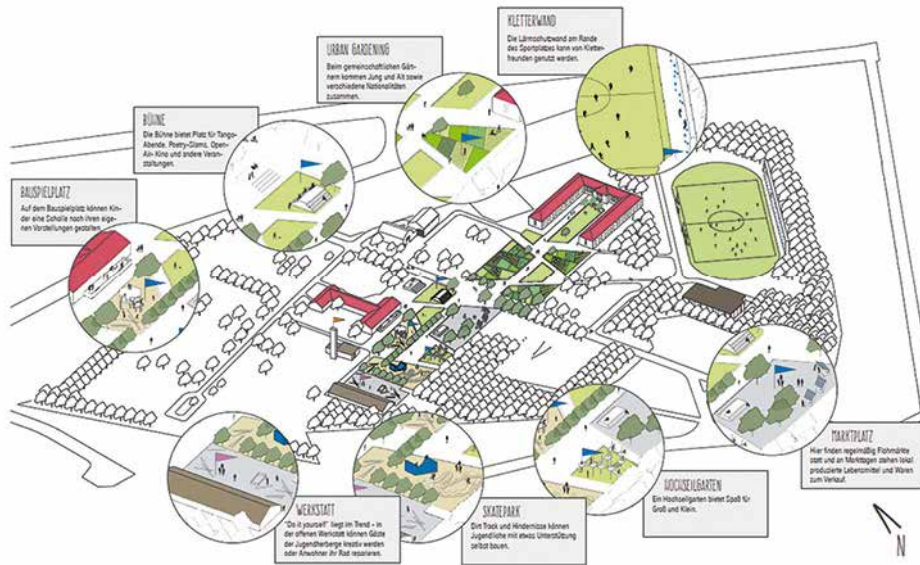 KLETTERWAND
Die Lärmschutzwand am Rande
des Sportplatzes kann von Kletter-
freunden genutzt werden.
URBAN GARDENING
Beim gemeinschaftlichen Gärt-
nern kommen Jung und Alt sowie
verschiedene Nationalitäten
zusammen.
BÜHNE
Die Bühne bietet Platz für Tango-
Abende, Poetry-Slams, Open-
Air- Kino und andere Veran-
staltungen.
BAUSPIELPLATZ
Auf dem Bauspielplatz können Kin-
der eine Scholle nach ihren eige-
nen Vorstellungen gestalten.
MARKTPLATZ
Hier finden regelmäßig Flohmärkte
statt und an Markttagen stehen lokal
produzierte Lebensmittel und Waren
zum Verkauf.
HOCHSEILGARTEN
Ein Hochseilgarten bietet Spaß für
Groß und Klein.
WERKSTATT
"Do it yourself" liegt im Trend - in
der offenen Werkstatt können Gäste
der Jugendherberge kreativ werden
oder Anwohner ihr Rad reparieren.
SKATEPARK
Dirt Track und Hindernisse können
Jugendliche mit etwas Unterstützung
selbst bauen.
N